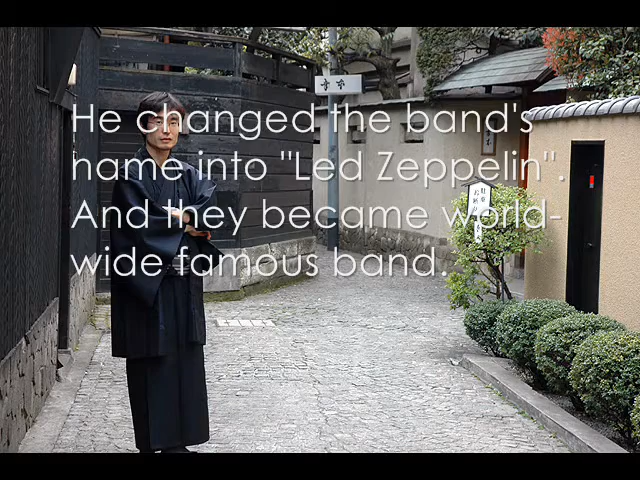 He changed the band's
name into "Led Zeppelin".
And they became world-
wide famous band.